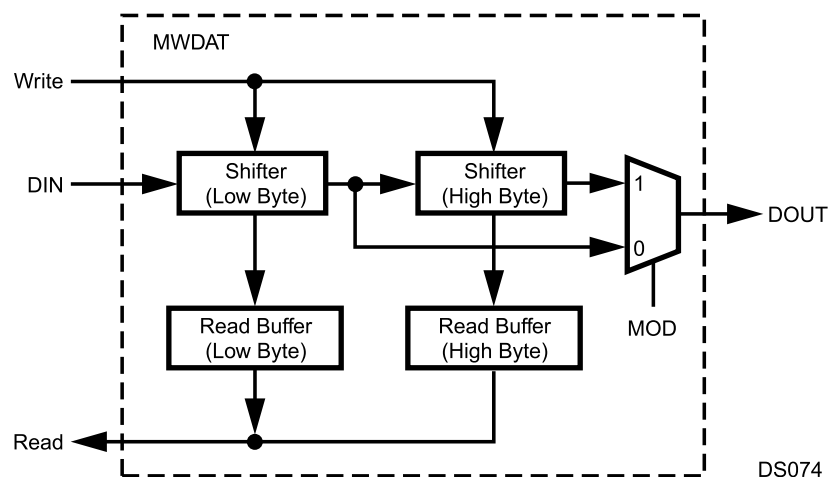 MWDAT
Write
DIN
Shifter
(Low Byte)
Shifter
(High Byte)
1
0
DOUT
MOD
Read Buffer
(Low Byte)
Read Buffer
(High Byte)
Read
DS074